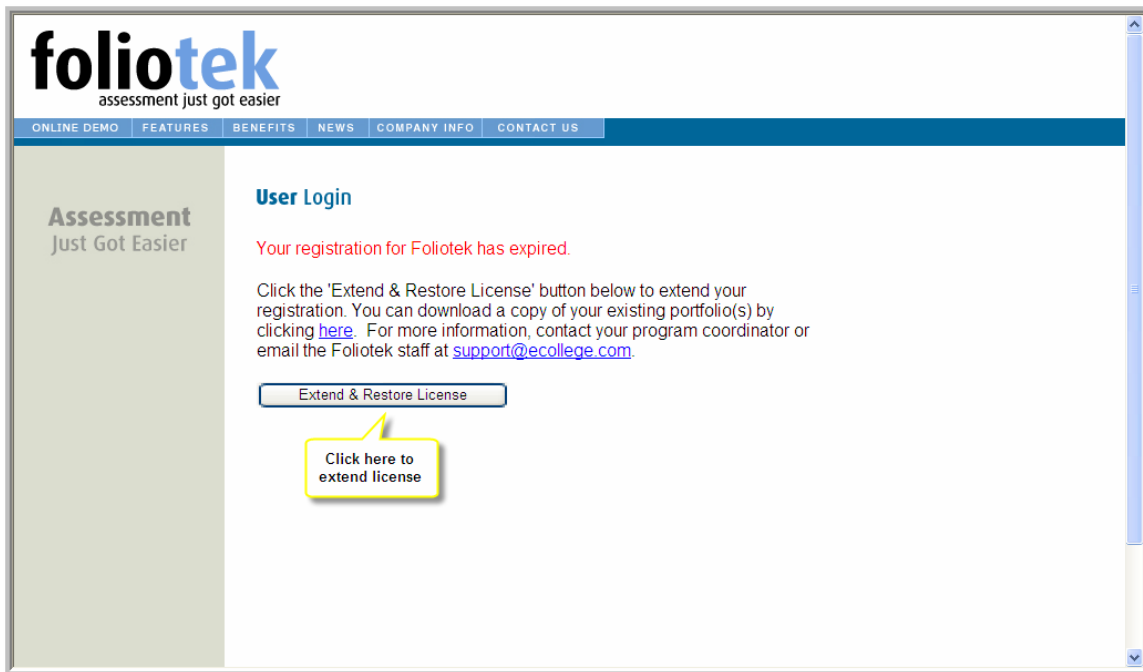 foliotek
assessment just got easier
ONLINE DEMO FEATURES BENEFITS NEWS COMPANY INFO CONTACT US
Assessment
Just Got Easier
User Login
Your registration for Foliotek has expired.
Click the 'Extend & Restore License' button below to extend your
registration. You can download a copy of your existing portfolio(s) by
clicking here. For more information, contact your program coordinator or
email the Foliotek staff at support@ecollege.com.
Extend & Restore License
Click here to
extend license